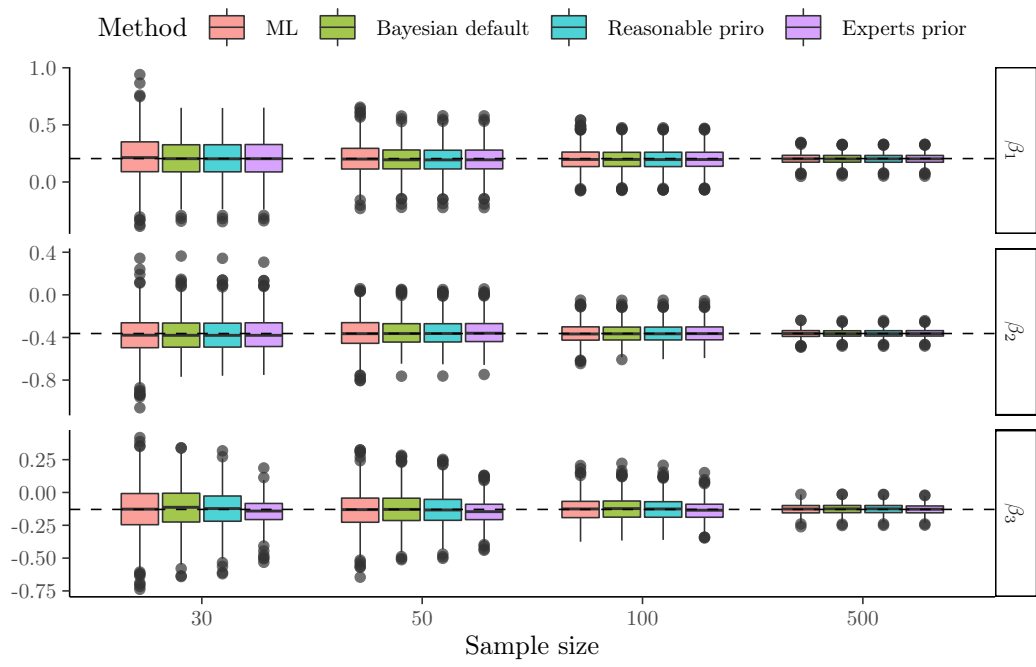 Method ML Bayesian default Reasonable priro Experts prior
1.0
0.5
0.0
β1
0.4
0.0
-0.4
-0.8
β2
0.25
0.00
-0.25
-0.50
-0.75
β3
30 50 100 500
Sample size